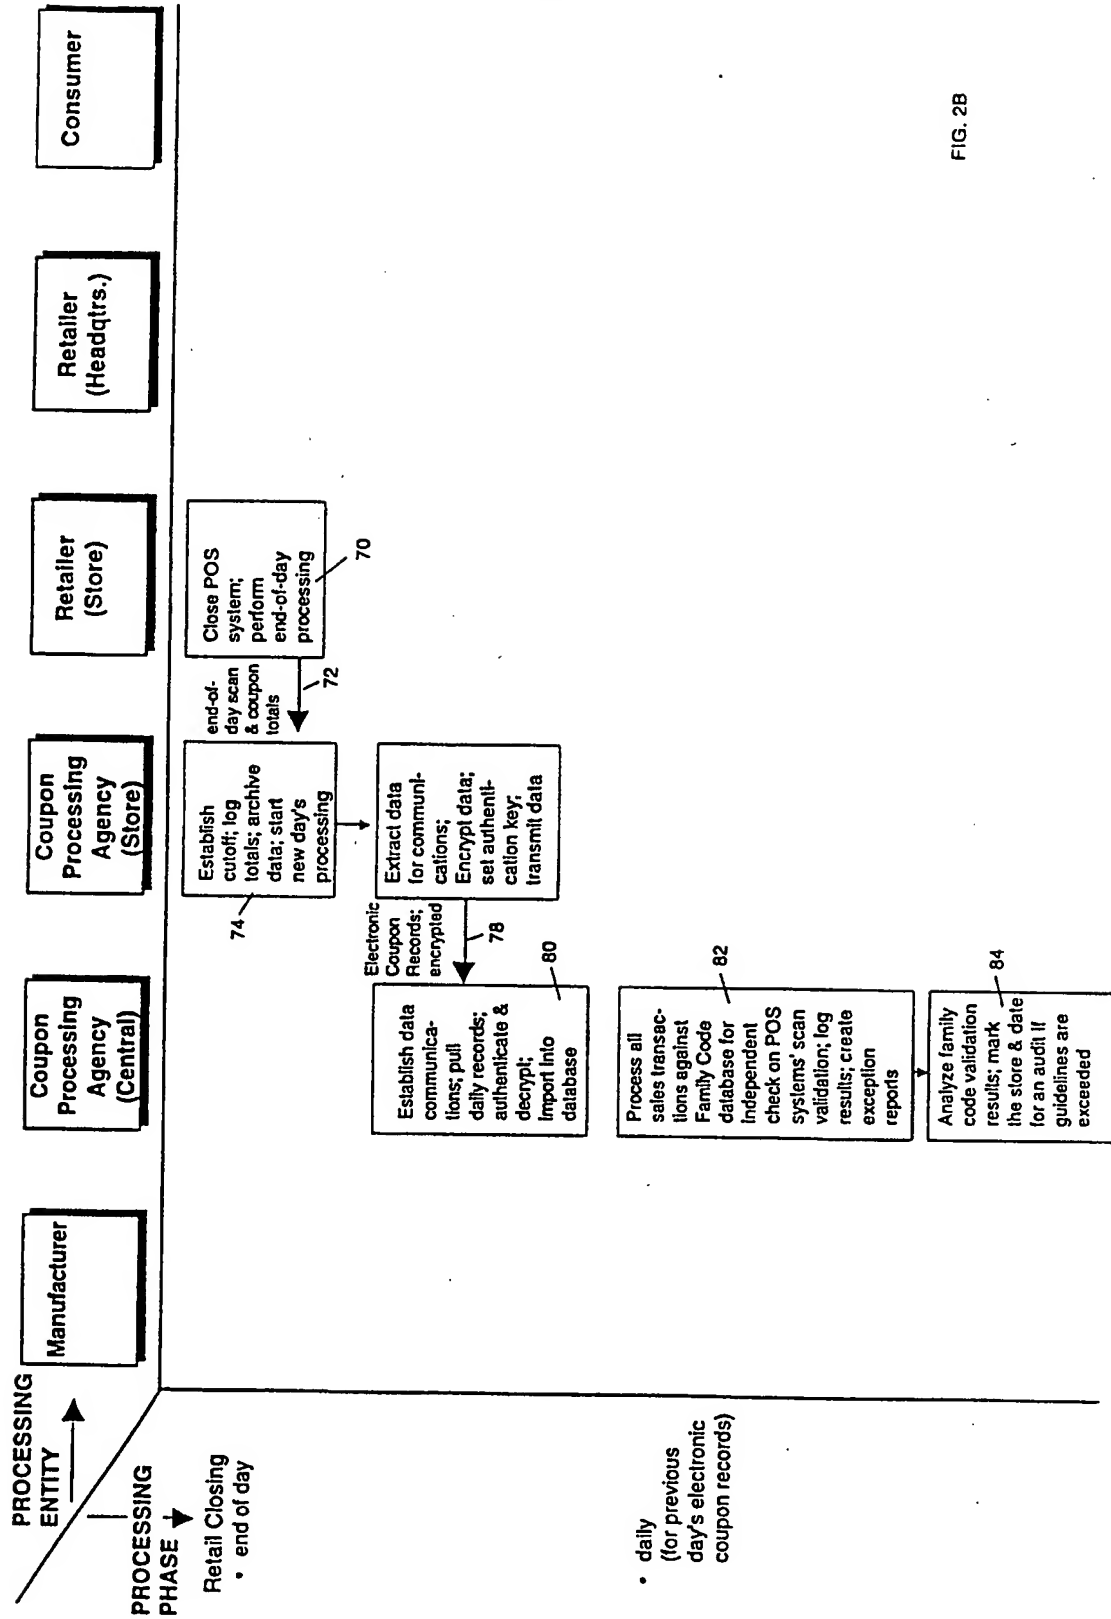 PROCESSING
ENTITY
PROCESSING
PHASE
Manufacturer
Coupon
Processing
Agency
(Central)
Coupon
Processing
Agency
(Store)
Retailer
(Store)
Retailer
(Headqtrs.)
Consumer
Retail Closing
• end of day
Close POS
system;
perform
end-of-day
processing
70
end-of-
day scan
& coupon
totals
72
Establish
cutoff; log
totals; archive
data; start
new day's
processing
74
Extract data
for communi-
cations;
Encrypt data;
set authenti-
cation key;
transmit data
Electronic
Coupon
Records;
encrypted
78
Establish data
communica-
tions; pull
daily records;
authenticate &
decrypt;
Import into
database
80
• daily
(for previous
day's electronic
coupon records)
Process all
sales transac-
tions against
Family Code
database for
Independent
check on POS
systems' scan
validation; log
results; create
exception
reports
82
Analyze family
code validation
results; mark
the store & date
for an audit if
guidelines are
exceeded
84
FIG. 2B